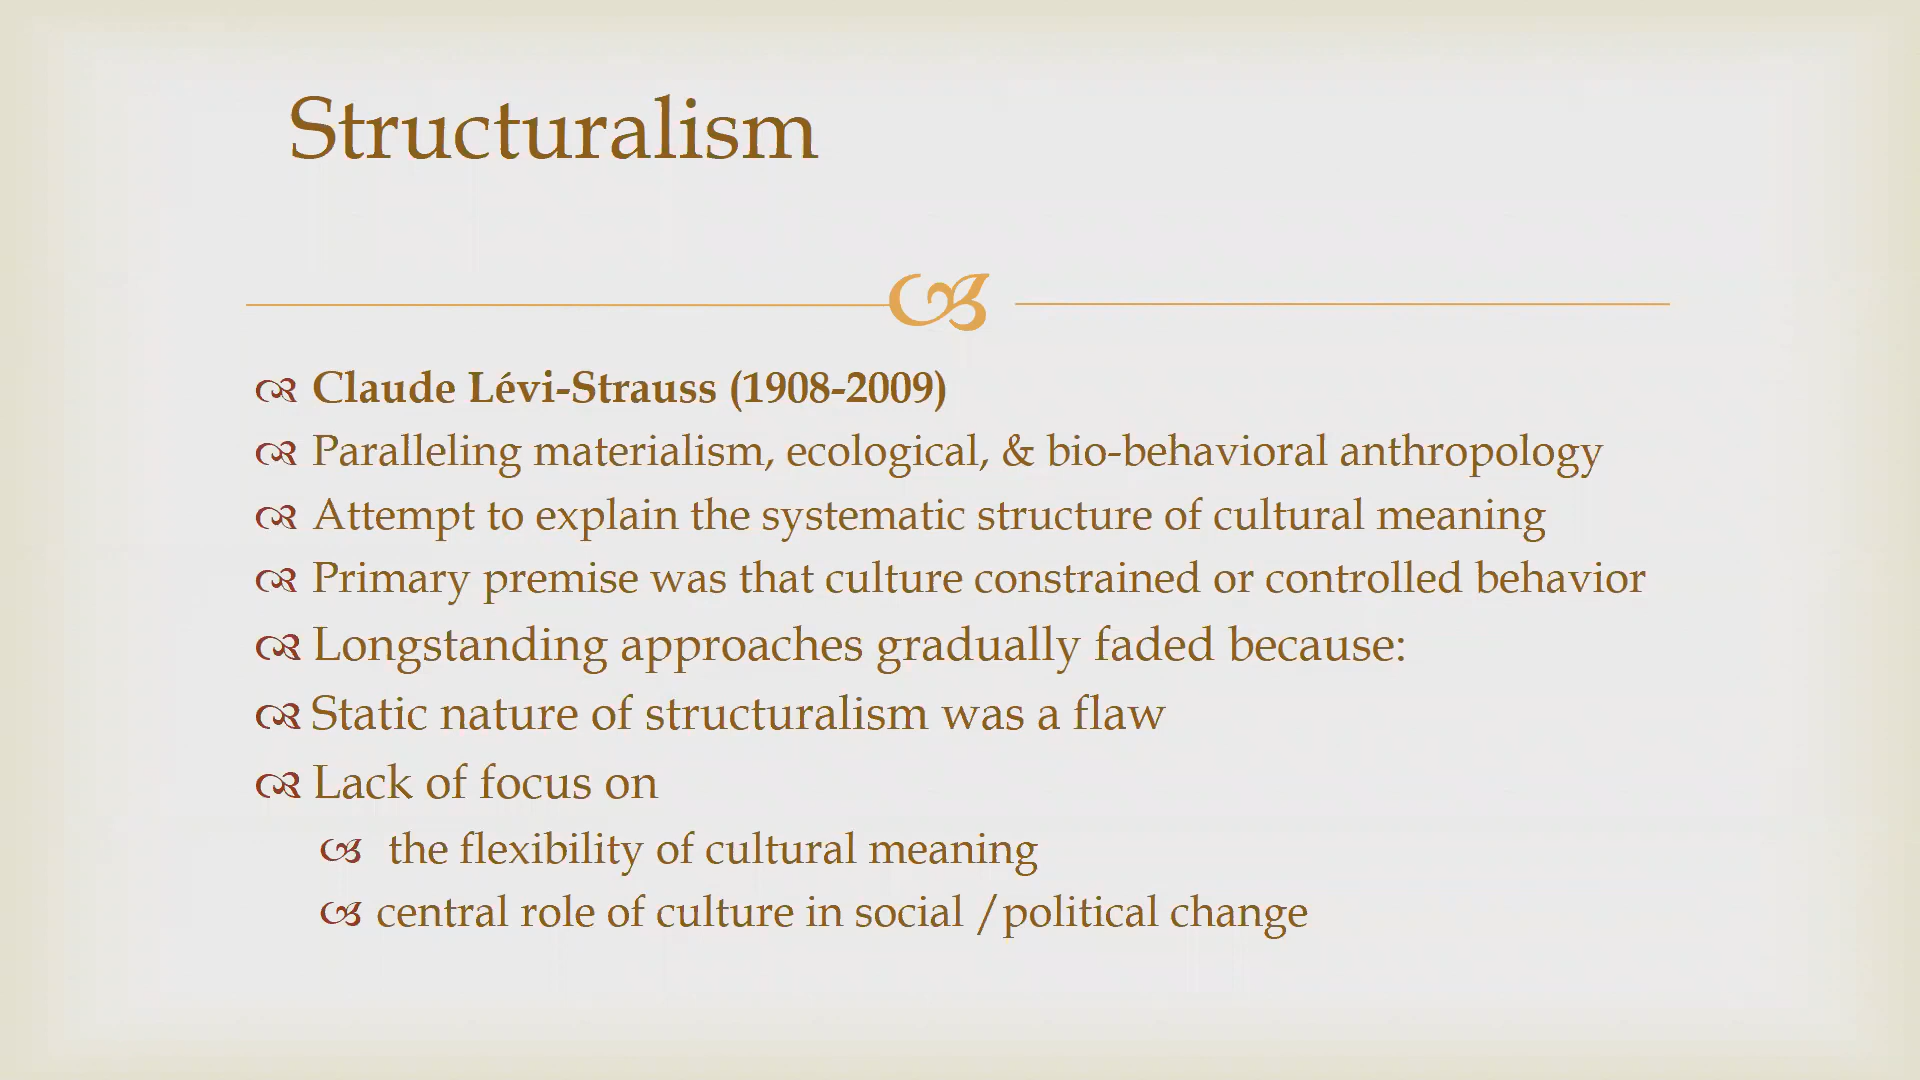 Structuralism
Claude Lévi-Strauss (1908-2009)
Paralleling materialism, ecological, & bio-behavioral anthropology
Attempt to explain the systematic structure of cultural meaning
Primary premise was that culture constrained or controlled behavior
Longstanding approaches gradually faded because:
Static nature of structuralism was a flaw
Lack of focus on
the flexibility of cultural meaning
central role of culture in social /political change